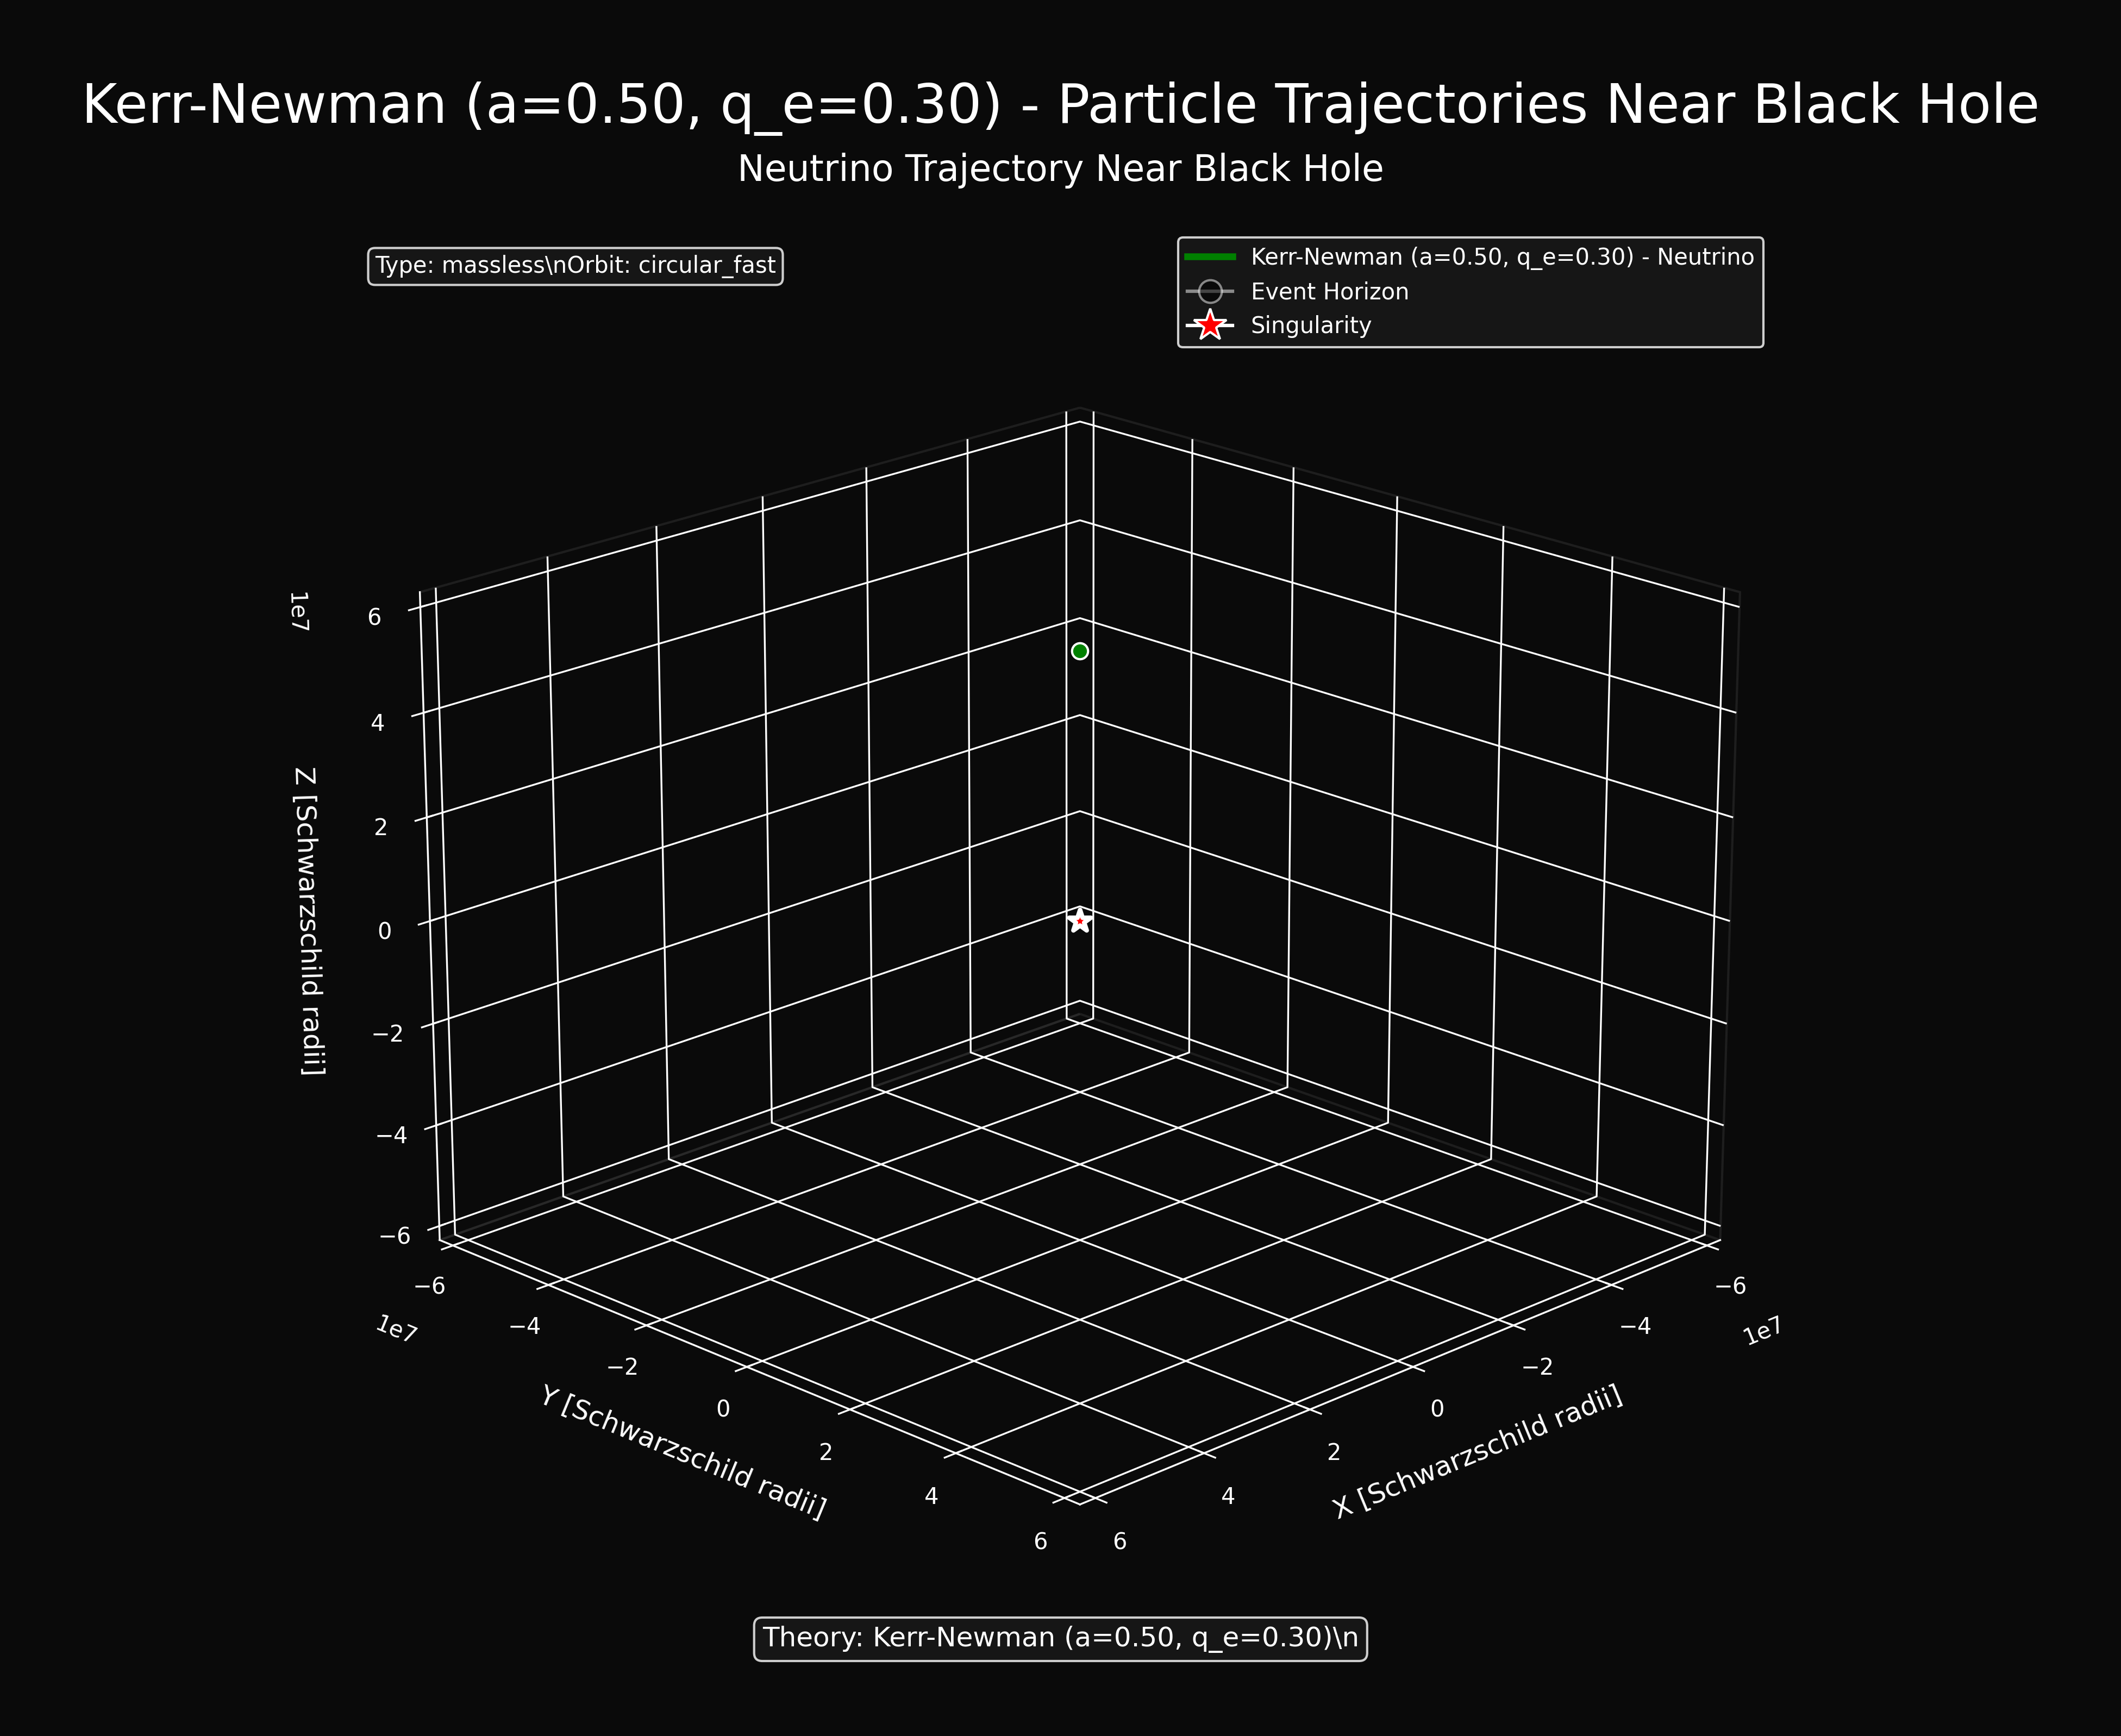 Kerr-Newman (a=0.50, q_e=0.30) - Particle Trajectories Near Black Hole
Neutrino Trajectory Near Black Hole
Type: massless\nOrbit: circular_fast
Kerr-Newman (a=0.50, q_e=0.30) - Neutrino
Event Horizon
Singularity
1e7
6
4
2
0
−2
−4
−6
Z [Schwarzschild radii]
−6
−4
−2
0
2
4
6
1e7
Y [Schwarzschild radii]
6
4
2
0
−2
−4
−6
1e7
X [Schwarzschild radii]
Theory: Kerr-Newman (a=0.50, q_e=0.30)\n